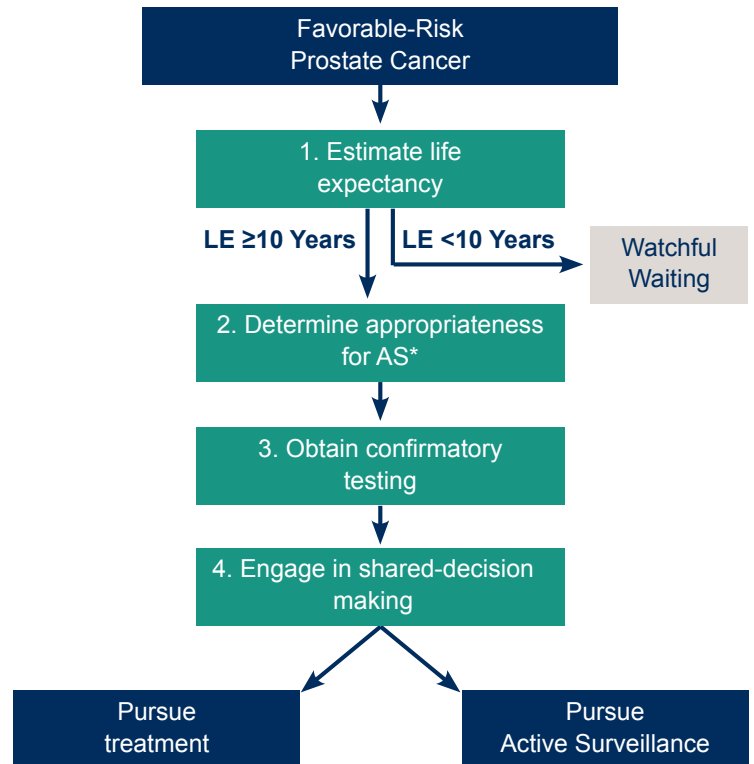 Favorable-Risk
Prostate Cancer
1. Estimate life
expectancy
LE ≥10 Years
LE <10 Years
Watchful
Waiting
2. Determine appropriateness
for AS*
3. Obtain confirmatory
testing
4. Engage in shared-decision
making
Pursue
treatment
Pursue
Active Surveillance